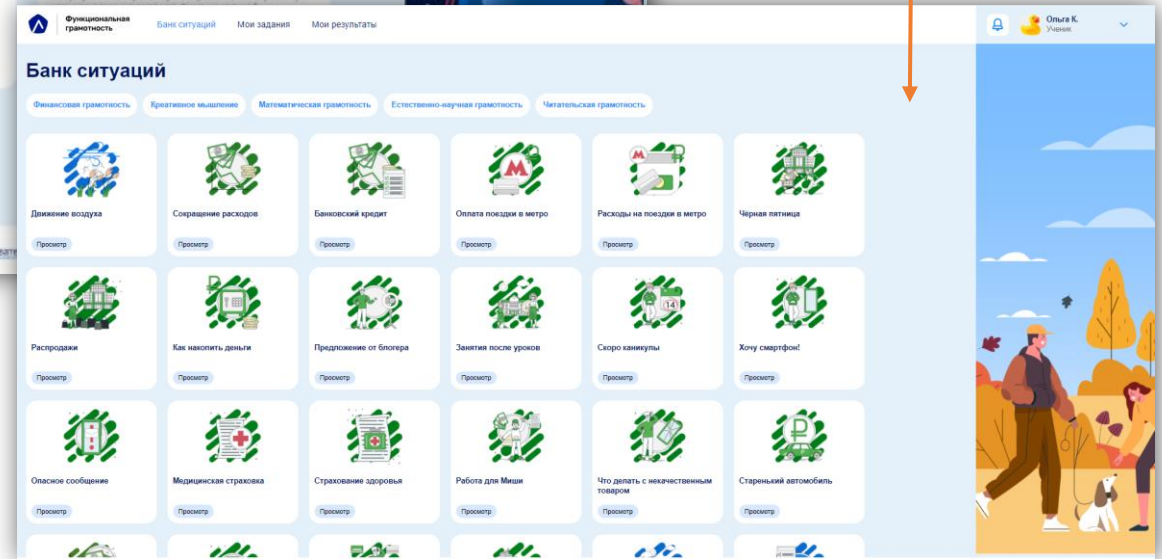 Функциональная
грамотность
Банк ситуаций Мои задания Мои результаты
Ольга К.
Ученик
Банк ситуаций
Финансовая грамотность Креативное мышление Математическая грамотность Естественно-научная грамотность Читательская грамотность
Движение воздуха Сокращение расходов Банковский кредит Оплата поездки в метро Расходы на поездки в метро Чёрная пятница
Просмотр Просмотр Просмотр Просмотр Просмотр Просмотр
Распродажи Как накопить деньги Предложение от блогера Занятия после уроков Скоро каникулы Хочу смартфон!
Просмотр Просмотр Просмотр Просмотр Просмотр Просмотр
Опасное сообщение Медицинская страховка Страхование здоровья Работа для Миши Что делать с некачественным товаром Старенький автомобиль
Просмотр Просмотр Просмотр Просмотр Просмотр Просмотр